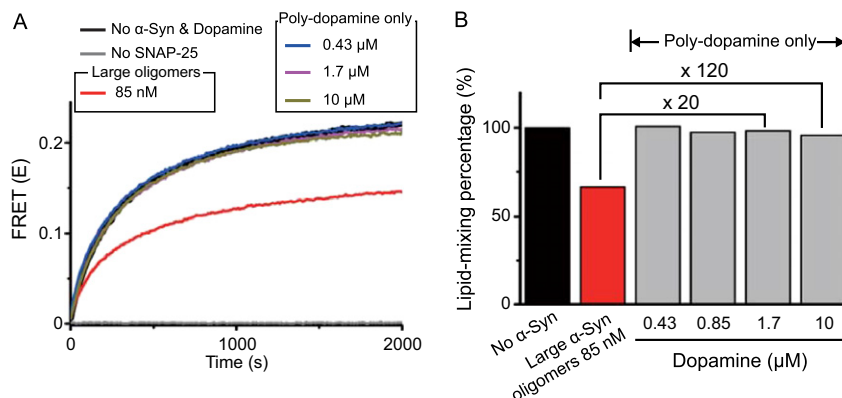 A
No α-Syn & Dopamine
No SNAP-25
Large oligomers
85 nM
Poly-dopamine only
0.43 μM
1.7 μM
10 μM
FRET (E)
0.2
0.1
0
0
1000
2000
Time (s)
B
Poly-dopamine only
x 120
x 20
Lipid-mixing percentage (%)
100
50
0
No α-Syn
Large α-Syn
oligomers 85 nM
0.43
0.85
1.7
10
Dopamine (μM)